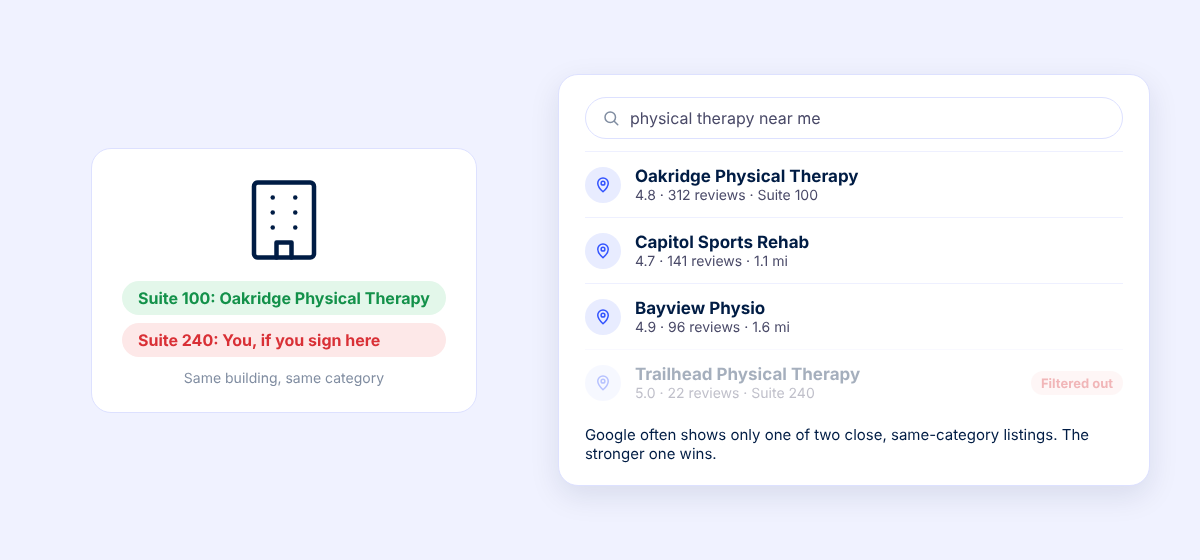 Suite 100: Oakridge Physical Therapy
Suite 240: You, if you sign here
Same building, same category
physical therapy near me
Oakridge Physical Therapy
4.8 · 312 reviews · Suite 100
Capitol Sports Rehab
4.7 · 141 reviews · 1.1 mi
Bayview Physio
4.9 · 96 reviews · 1.6 mi
Trailhead Physical Therapy
5.0 · 22 reviews · Suite 240
Filtered out
Google often shows only one of two close, same-category listings. The
stronger one wins.